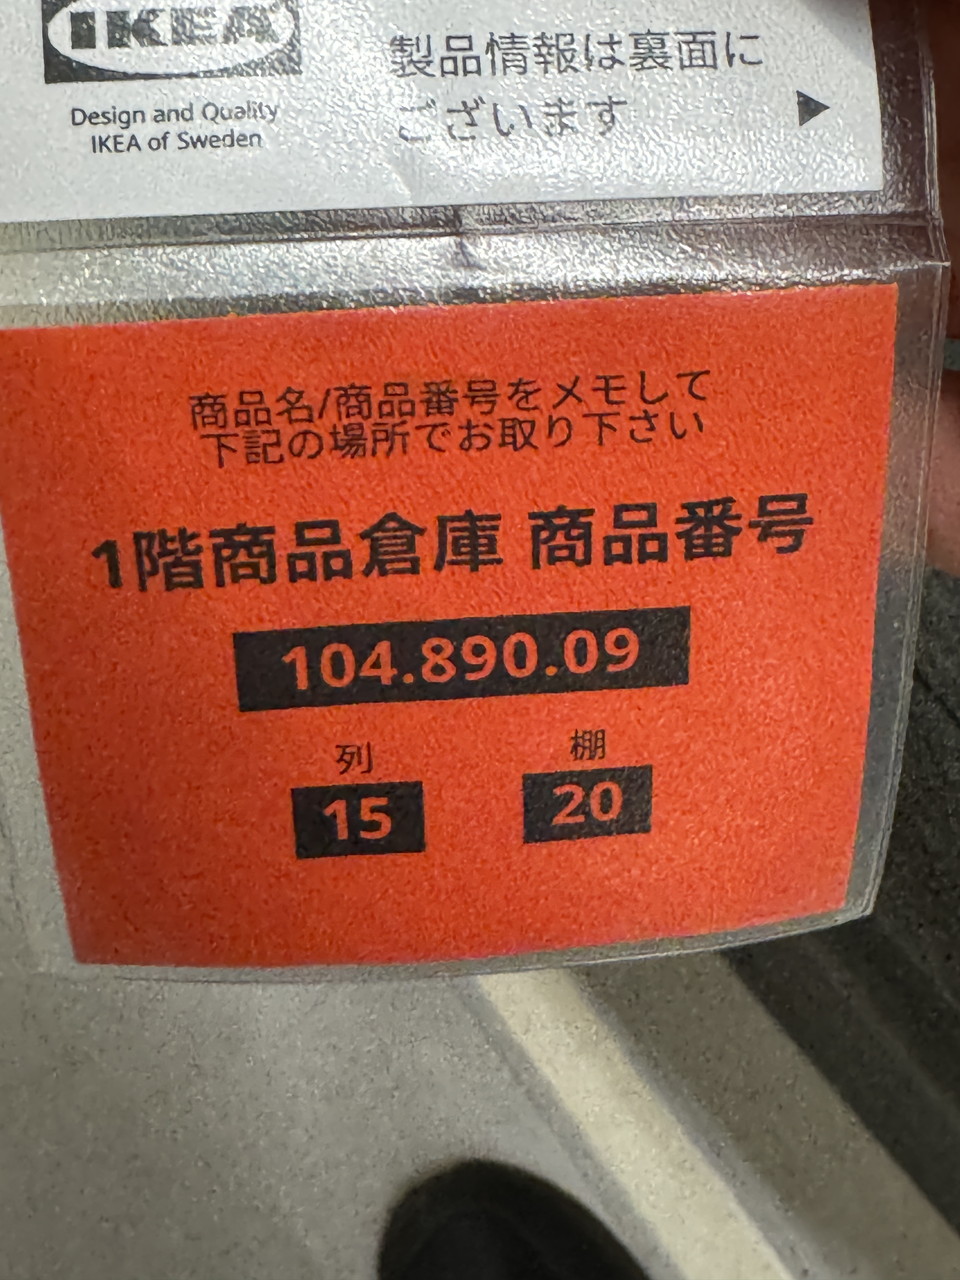 IKEA
Design and Quality
IKEA of Sweden
製品情報は裏面に
ございます ▶
商品名/商品番号をメモして
下記の場所でお取り下さい
1階商品倉庫 商品番号
104.890.09
列 棚
15 20